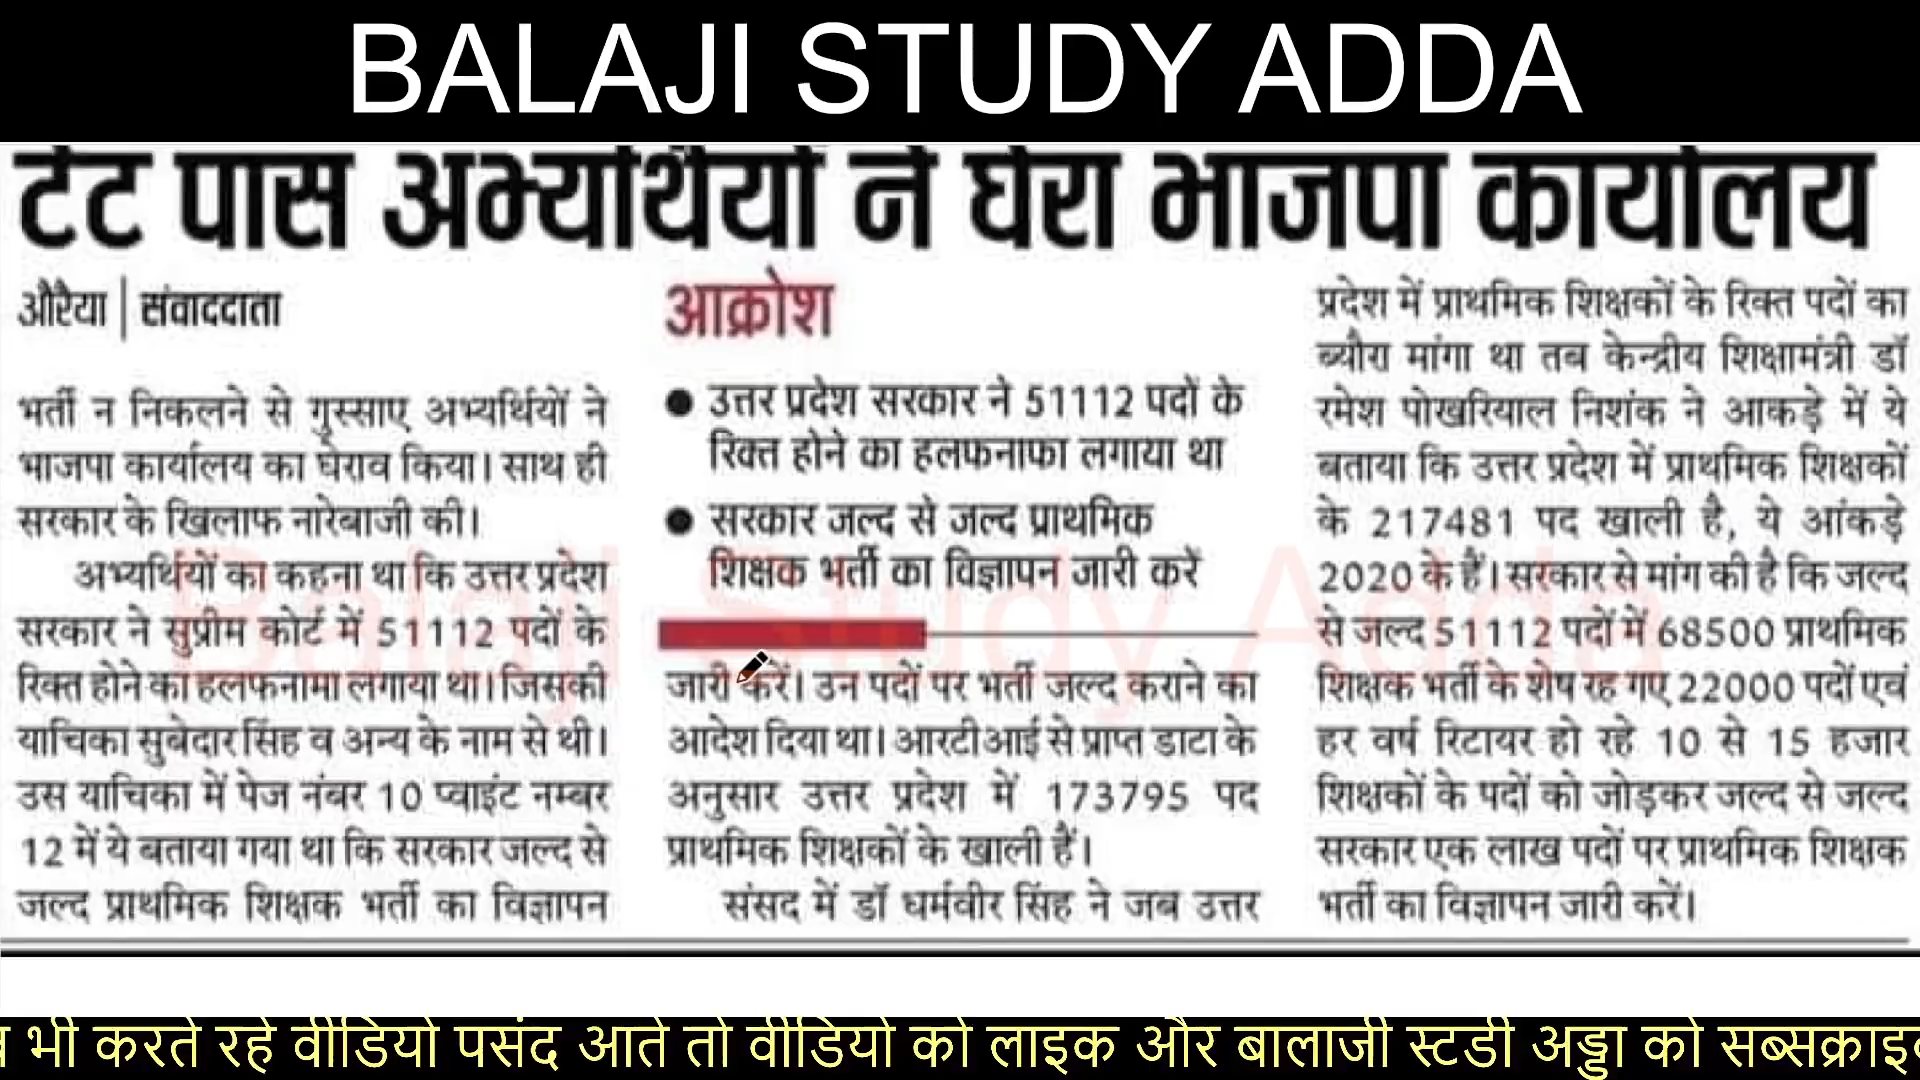 BALAJI STUDY ADDA
टेट पास अभ्यर्थियों ने घेरा भाजपा कार्यालय
औरैया | संवाददाता
भर्ती न निकलने से गुस्साए अभ्यर्थियों ने
भाजपा कार्यालय का घेराव किया। साथ ही
सरकार के खिलाफ नारेबाजी की।
अभ्यर्थियों का कहना था कि उत्तर प्रदेश
सरकार ने सुप्रीम कोर्ट में 51112 पदों के
रिक्त होने का हलफनामा लगाया था। जिसकी
याचिका सुबेदार सिंह व अन्य के नाम से थी।
उस याचिका में पेज नंबर 10 प्वाइंट नम्बर
12 में ये बताया गया था कि सरकार जल्द से
जल्द प्राथमिक शिक्षक भर्ती का विज्ञापन
आक्रोश
● उत्तर प्रदेश सरकार ने 51112 पदों के
रिक्त होने का हलफनाफा लगाया था
● सरकार जल्द से जल्द प्राथमिक
शिक्षक भर्ती का विज्ञापन जारी करें
जारी करें। उन पदों पर भर्ती जल्द कराने का
आदेश दिया था। आरटीआई से प्राप्त डाटा के
अनुसार उत्तर प्रदेश में 173795 पद
प्राथमिक शिक्षकों के खाली हैं।
संसद में डॉ धर्मवीर सिंह ने जब उत्तर
प्रदेश में प्राथमिक शिक्षकों के रिक्त पदों का
ब्यौरा मांगा था तब केन्द्रीय शिक्षामंत्री डॉ
रमेश पोखरियाल निशंक ने आकड़े में ये
बताया कि उत्तर प्रदेश में प्राथमिक शिक्षकों
के 217481 पद खाली है, ये आंकड़े
2020 के हैं। सरकार से मांग की है कि जल्द
से जल्द 51112 पदों में 68500 प्राथमिक
शिक्षक भर्ती के शेष रह गए 22000 पदों एवं
हर वर्ष रिटायर हो रहे 10 से 15 हजार
शिक्षकों के पदों को जोड़कर जल्द से जल्द
सरकार एक लाख पदों पर प्राथमिक शिक्षक
भर्ती का विज्ञापन जारी करें।
Balaji Study Adda
भी करते रहे वीडियो पसंद आते तो वीडियो को लाइक और बालाजी स्टडी अड्डा को सब्सक्राइब